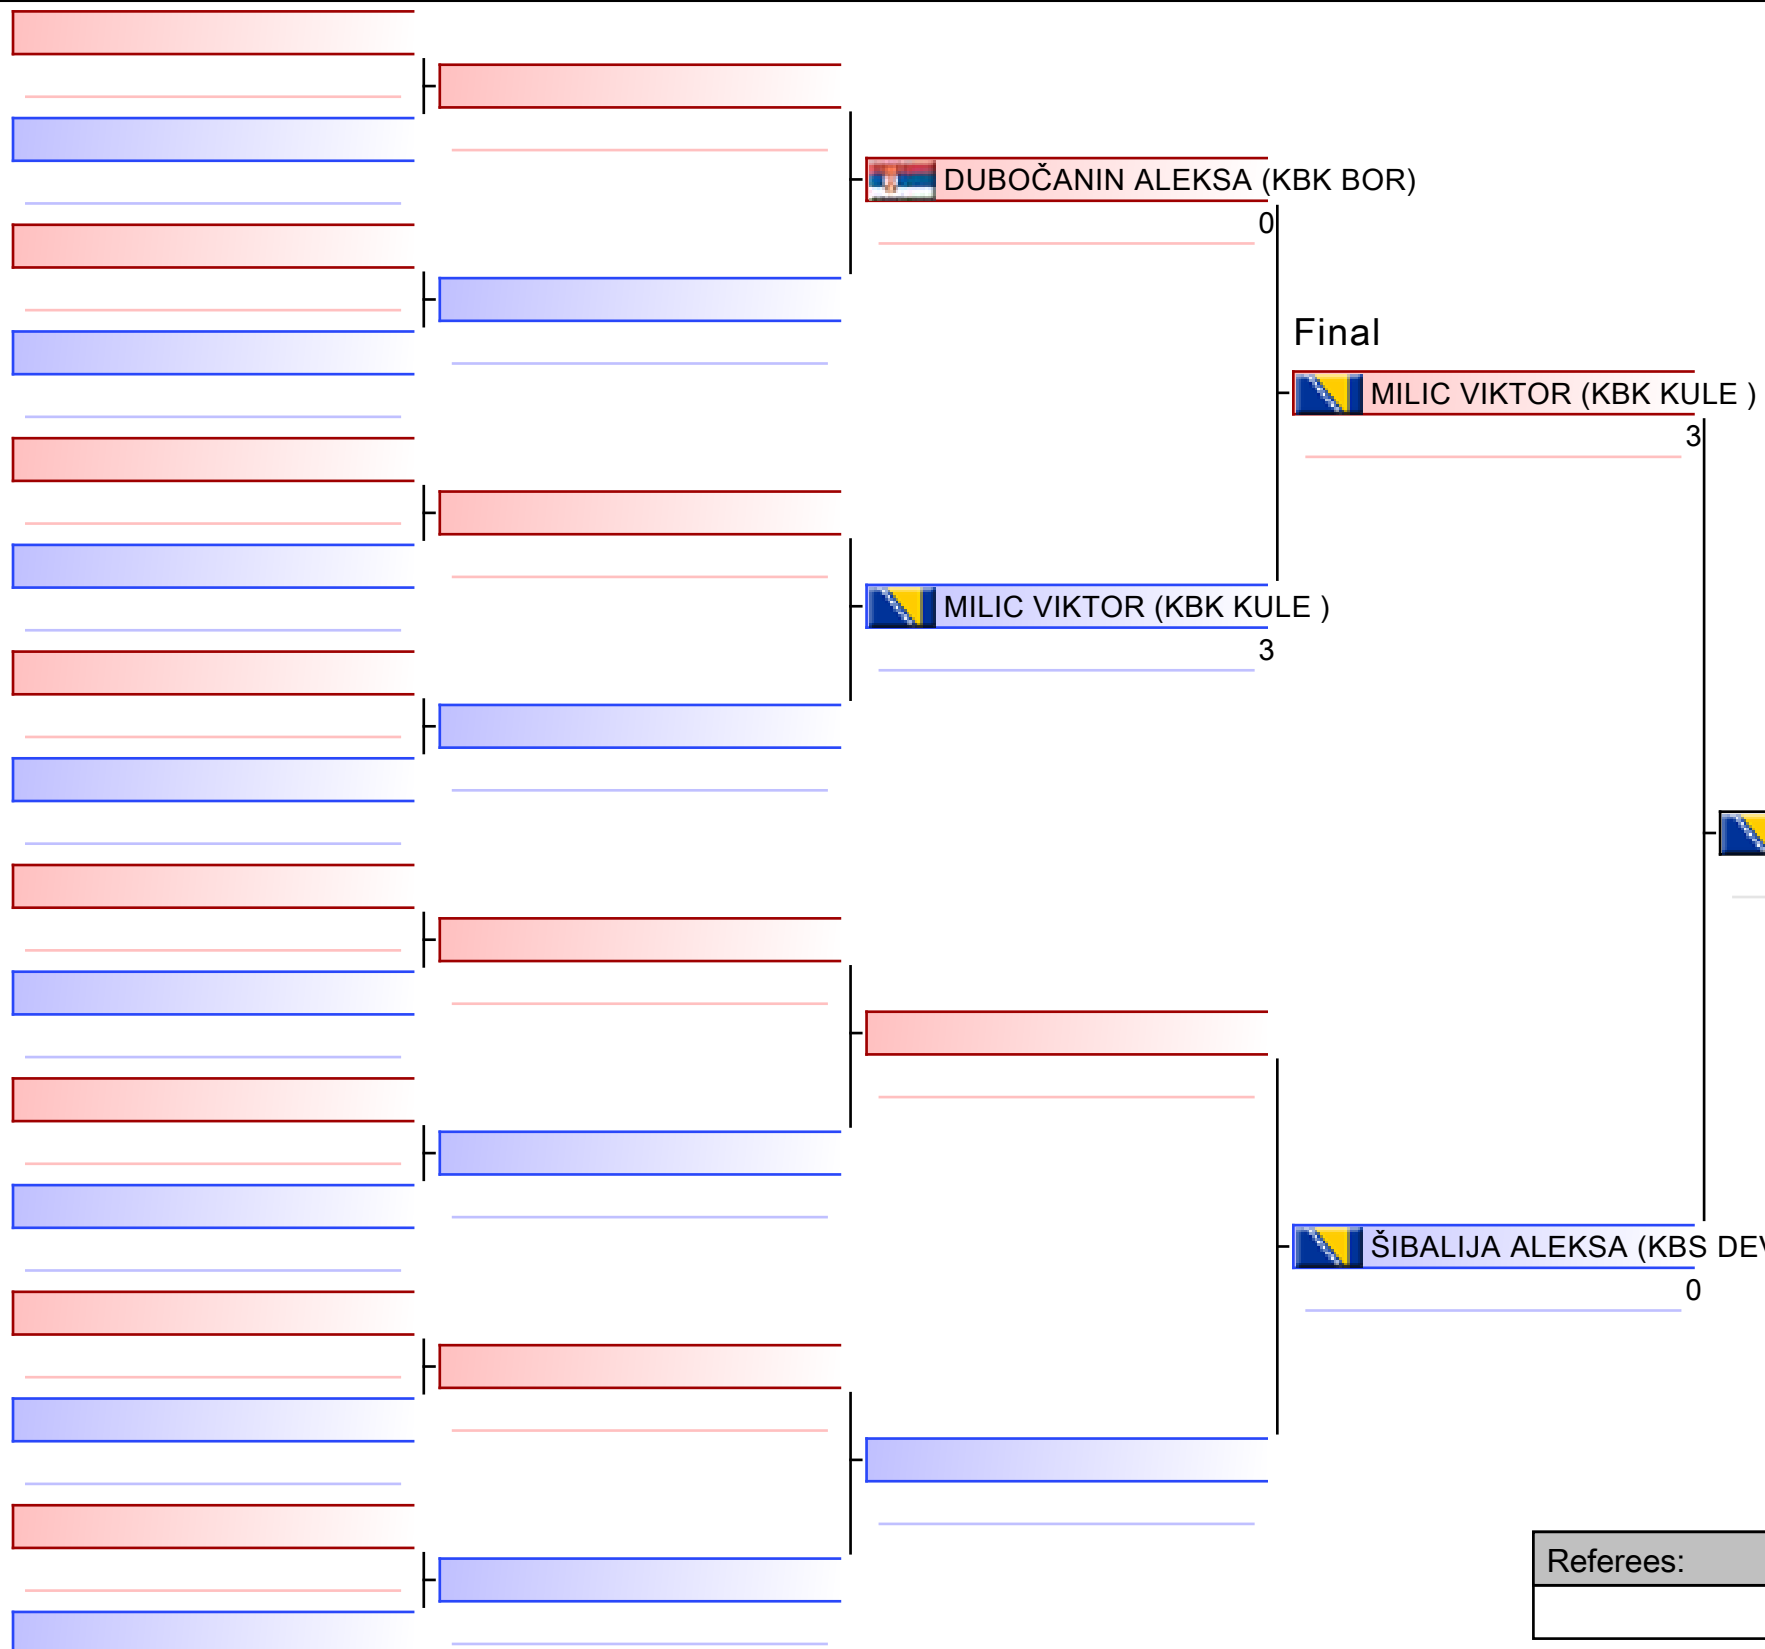 DUBOČANIN ALEKSA (KBK BOR)
0
Final
MILIC VIKTOR (KBK KULE )
3
MILIC VIKTOR (KBK KULE )
3
ŠIBALIJA ALEKSA (KBS
0
Referees: